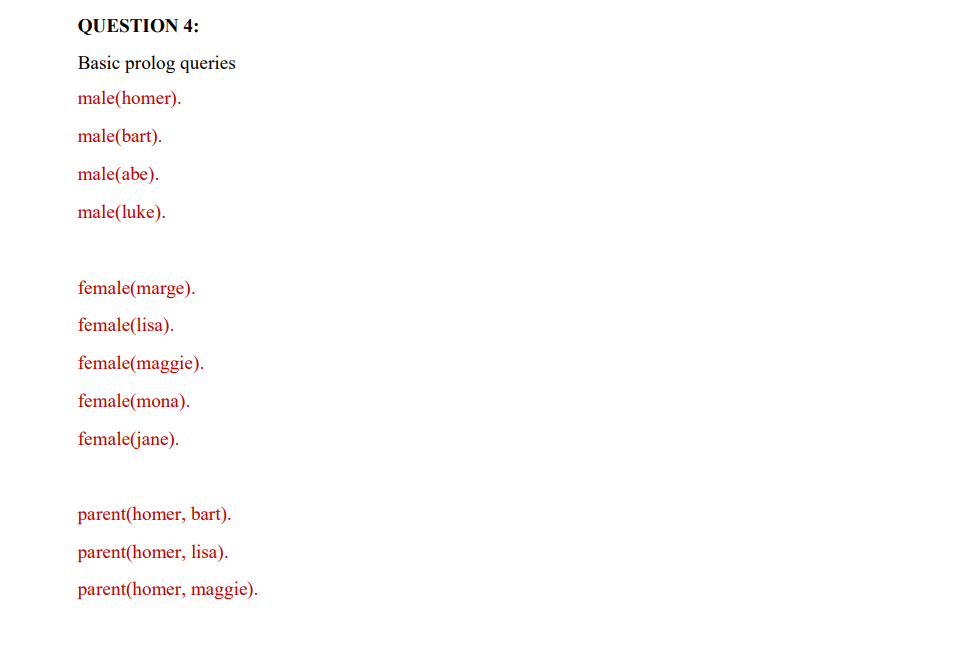 QUESTION 4:
Basic prolog queries
male(homer).
male(bart).
male(abe).
male(luke).
female(marge).
female(lisa).
female(maggie).
female(mona).
female(jane).
parent(homer, bart).
parent(homer, lisa).
parent(homer, maggie).